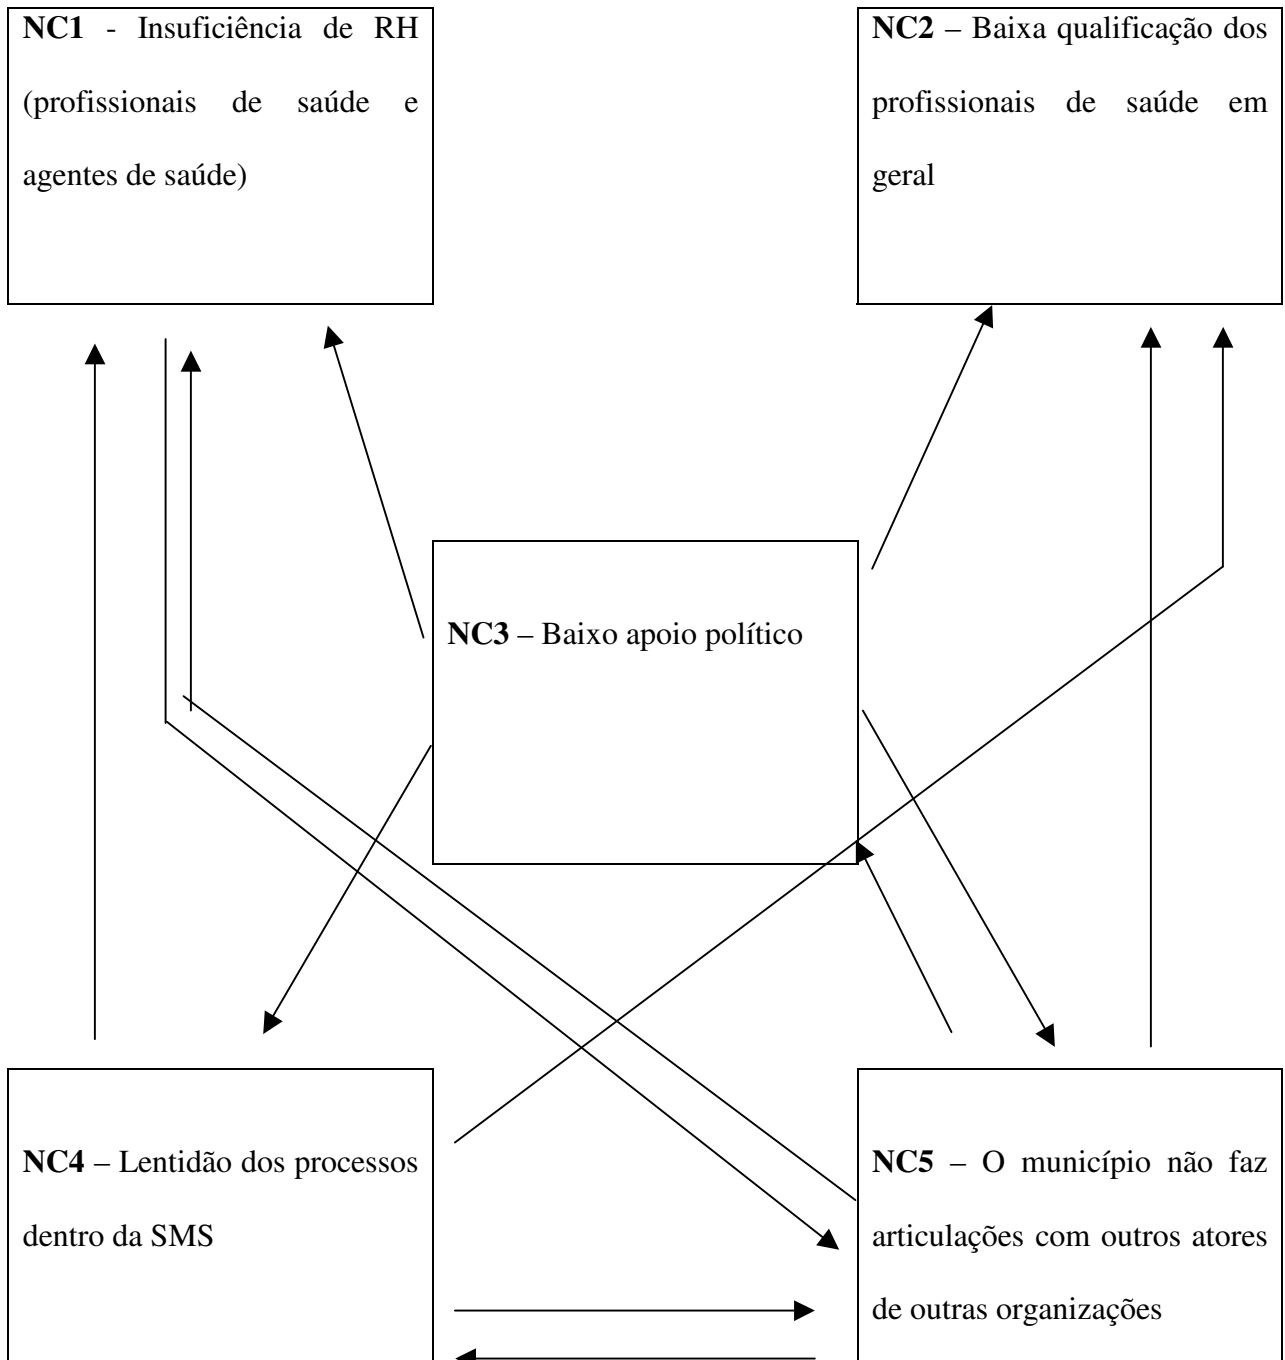 NC1 - Insuficiência de RH
(profissionais de saúde e
agentes de saúde)
NC2 – Baixa qualificação dos
profissionais de saúde em
geral
NC3 – Baixo apoio político
NC4 – Lentidão dos processos
dentro da SMS
NC5 – O município não faz
articulações com outros atores
de outras organizações